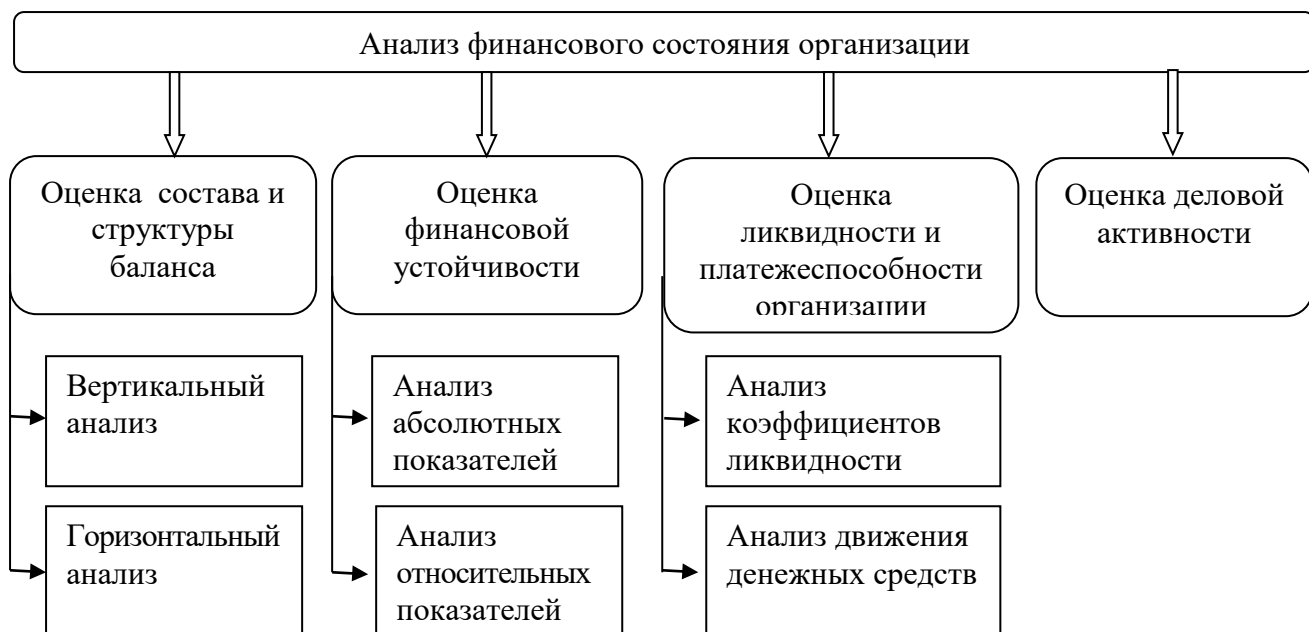 Анализ финансового состояния организации
Оценка состава и
структуры
баланса
Оценка
финансовой
устойчивости
Оценка
ликвидности и
платежеспособности
организации
Оценка деловой
активности
Вертикальный
анализ
Анализ
абсолютных
показателей
Анализ
коэффициентов
ликвидности
Горизонтальный
анализ
Анализ
относительных
показателей
Анализ движения
денежных средств